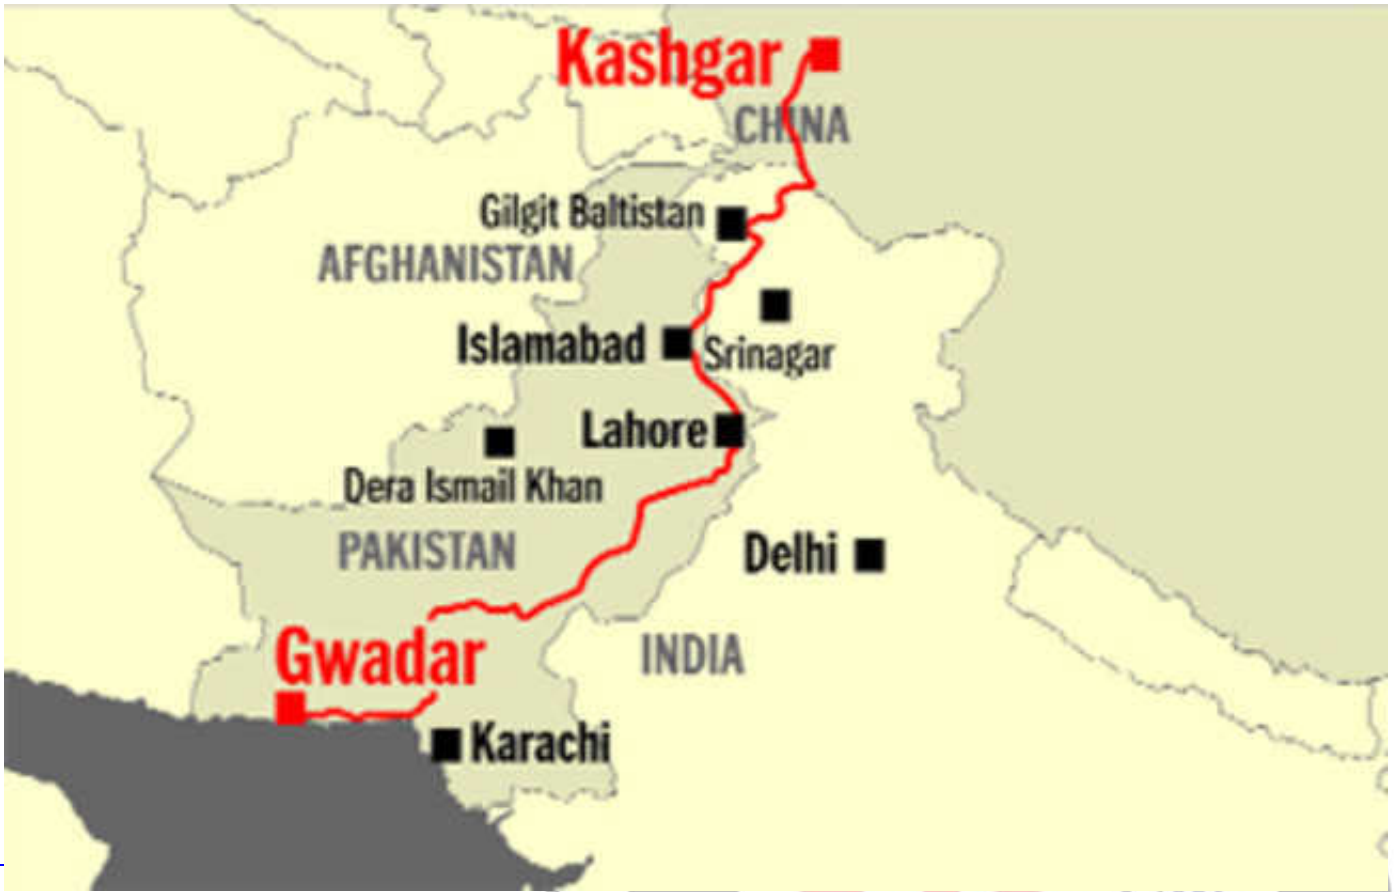 Kashgar
CHINA
Gilgit Baltistan
AFGHANISTAN
Islamabad
Srinagar
Lahore
Dera Ismail Khan
PAKISTAN
Delhi
Gwadar
INDIA
Karachi